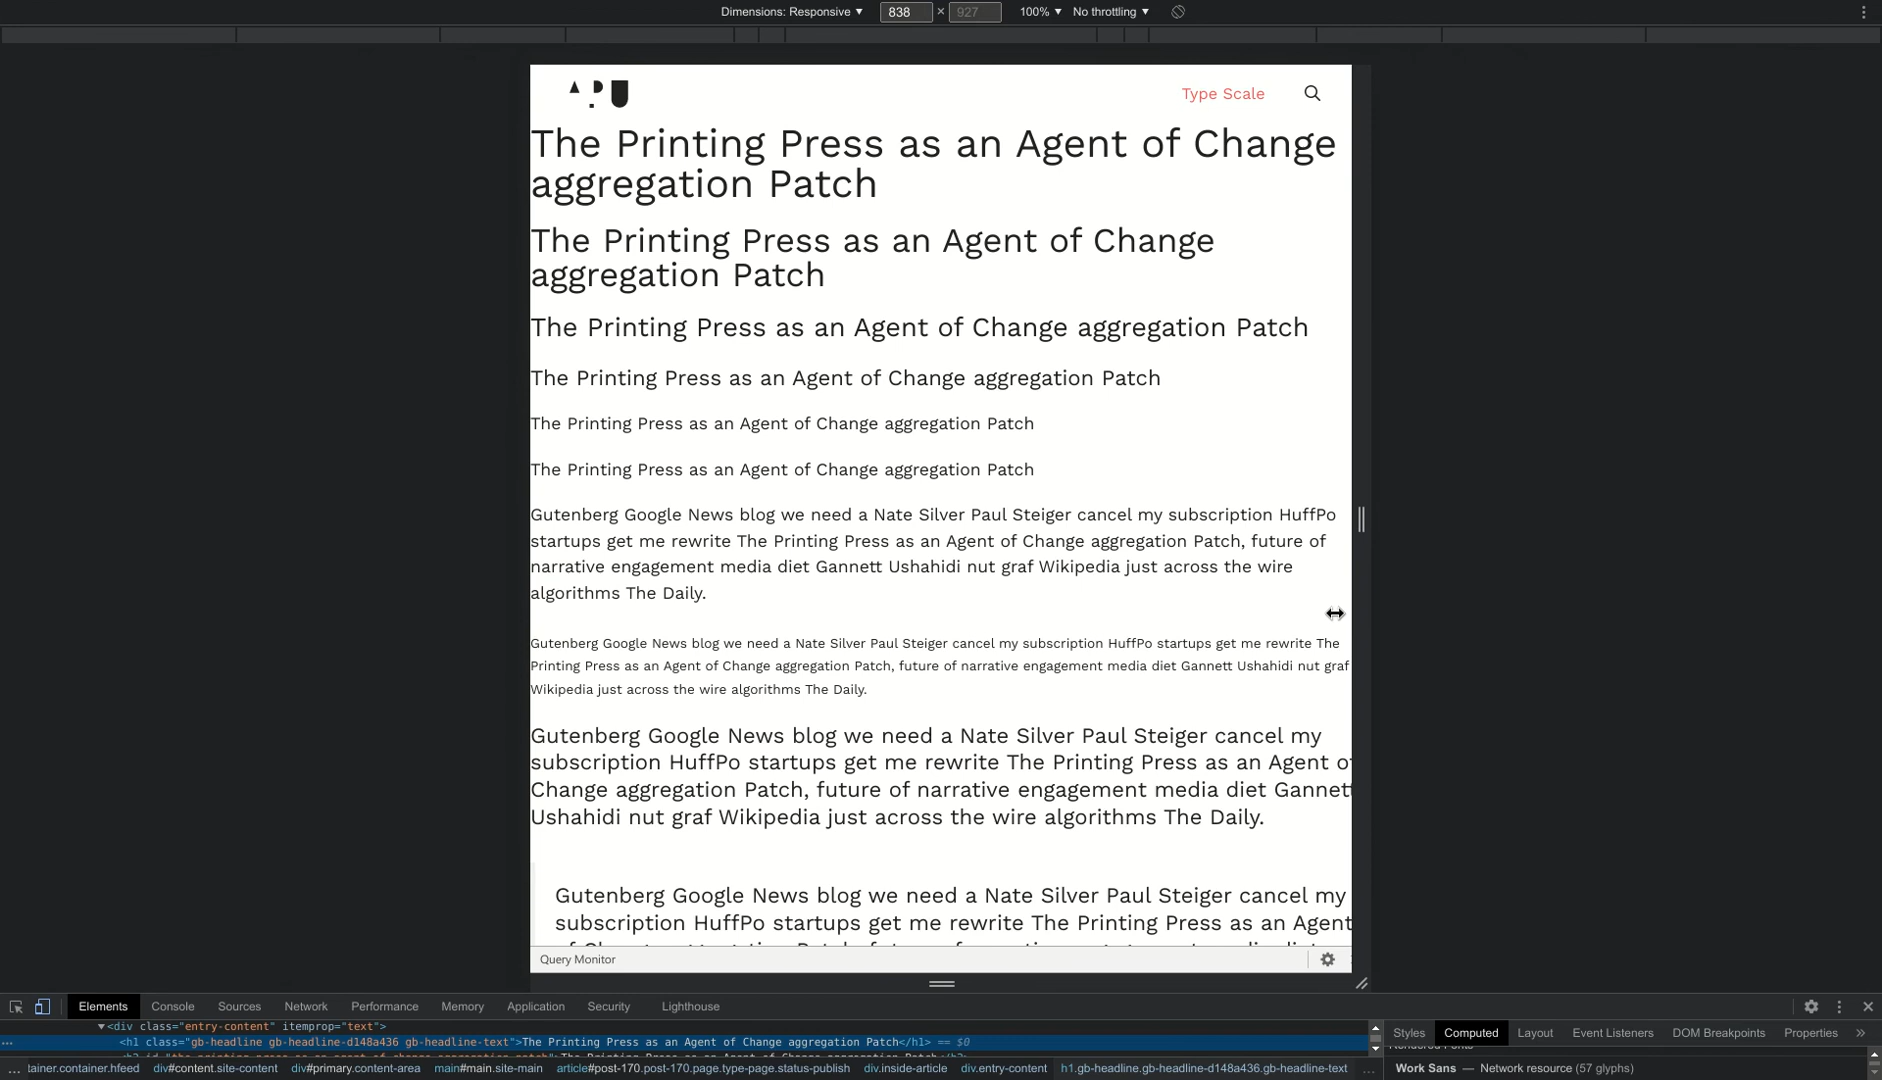 Dimensions: Responsive ▼ 838 × 927 100% ▼ No throttling ▼
APU Type Scale
The Printing Press as an Agent of Change
aggregation Patch
The Printing Press as an Agent of Change
aggregation Patch
The Printing Press as an Agent of Change aggregation Patch
The Printing Press as an Agent of Change aggregation Patch
The Printing Press as an Agent of Change aggregation Patch
The Printing Press as an Agent of Change aggregation Patch
Gutenberg Google News blog we need a Nate Silver Paul Steiger cancel my subscription HuffPo
startups get me rewrite The Printing Press as an Agent of Change aggregation Patch, future of
narrative engagement media diet Gannett Ushahidi nut graf Wikipedia just across the wire
algorithms The Daily.
Gutenberg Google News blog we need a Nate Silver Paul Steiger cancel my subscription HuffPo startups get me rewrite The
Printing Press as an Agent of Change aggregation Patch, future of narrative engagement media diet Gannett Ushahidi nut graf
Wikipedia just across the wire algorithms The Daily.
Gutenberg Google News blog we need a Nate Silver Paul Steiger cancel my
subscription HuffPo startups get me rewrite The Printing Press as an Agent of
Change aggregation Patch, future of narrative engagement media diet Gannett
Ushahidi nut graf Wikipedia just across the wire algorithms The Daily.
Gutenberg Google News blog we need a Nate Silver Paul Steiger cancel my
subscription HuffPo startups get me rewrite The Printing Press as an Agent
Query Monitor
Elements Console Sources Network Performance Memory Application Security Lighthouse
▼<div class="entry-content" itemprop="text">
Styles Computed Layout Event Listeners DOM Breakpoints Properties »
... <h1 class="gb-headline gb-headline-d148a436 gb-headline-text">The Printing Press as an Agent of Change aggregation Patch</h1> == $0
... tainer.container.hfeed div#content.site-content div#primary.content-area main#main.site-main article#post-170.post-170.page.type-page.status-publish div.inside-article div.entry-content h1.gb-headline.gb-headline-d148a436.gb-headline-text ...
Work Sans — Network resource (57 glyphs)